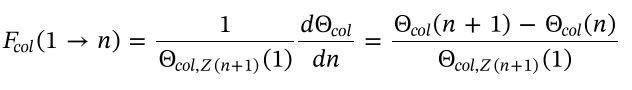 F_{col}(1 → n) = \frac{1}{Θ_{col,Z(n+1)}(1)} \frac{dΘ_{col}}{dn} = \frac{Θ_{col}(n + 1) − Θ_{col}(n)}{Θ_{col,Z(n+1)}(1)}